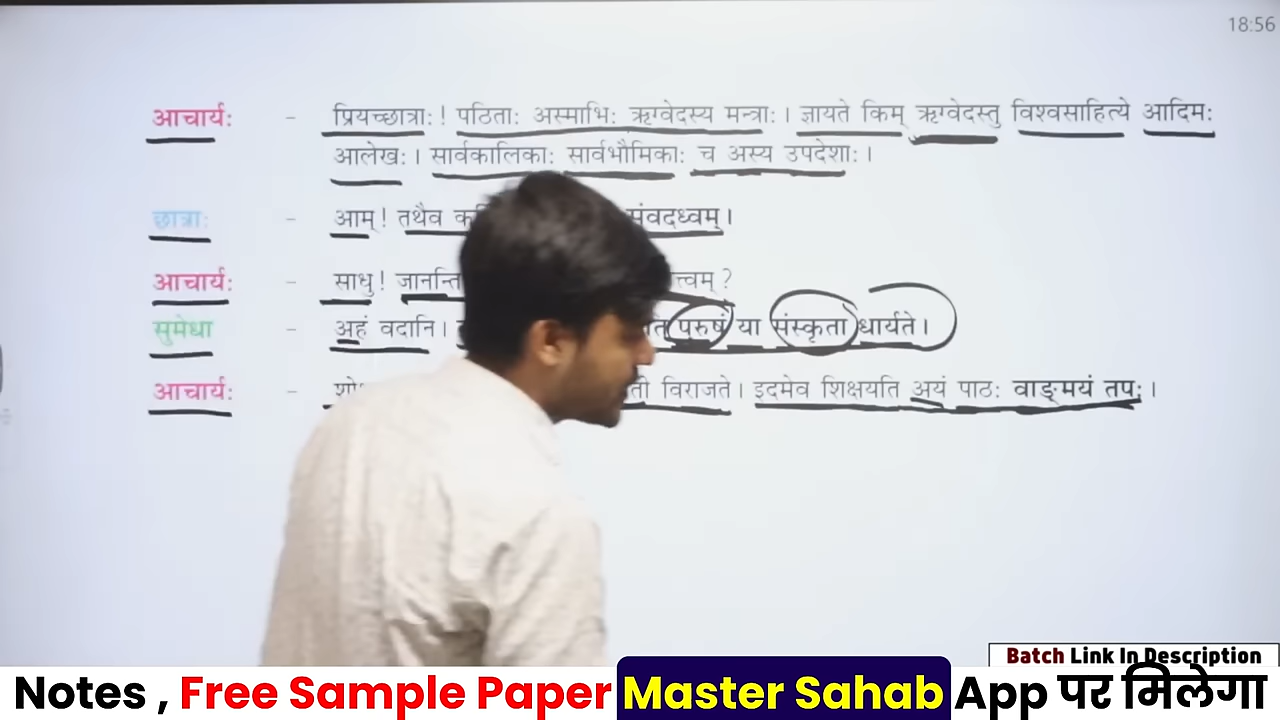 18:56
आचार्यः - प्रियच्छात्राः ! पठिताः अस्माभिः ऋग्वेदस्य मन्त्राः । ज्ञायते किम् ऋग्वेदस्तु विश्वसाहित्ये आदिमः
आलेखः । सार्वकालिकाः सार्वभौमिकाः च अस्य उपदेशाः ।
छात्राः - आम् ! तथैव संवदध्वम् ।
आचार्यः - साधु ! जानन्ति
सुमेधा - अहं वदानि । परुषं या संस्कृता धार्यते ।
आचार्यः - विराजते । इदमेव शिक्षयति अयं पाठः वाङ्मयं तपः ।
Batch Link In Description
Notes , Free Sample Paper Master Sahab App पर मिलेगा